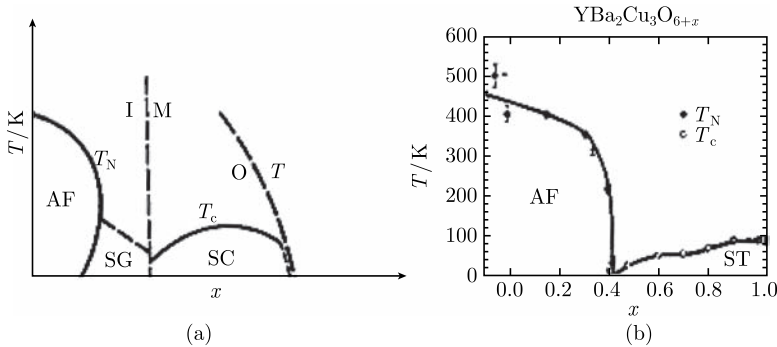 (a)
T/K
T_N
AF
SG
I
M
T_c
SC
O
T
x
(a)
(b)
YBa₂Cu₃O₆₊ₓ
600
500
400
300
200
100
0
T/K
T_N
T_c
AF
ST
0.0
0.2
0.4
0.6
0.8
1.0
x
(b)